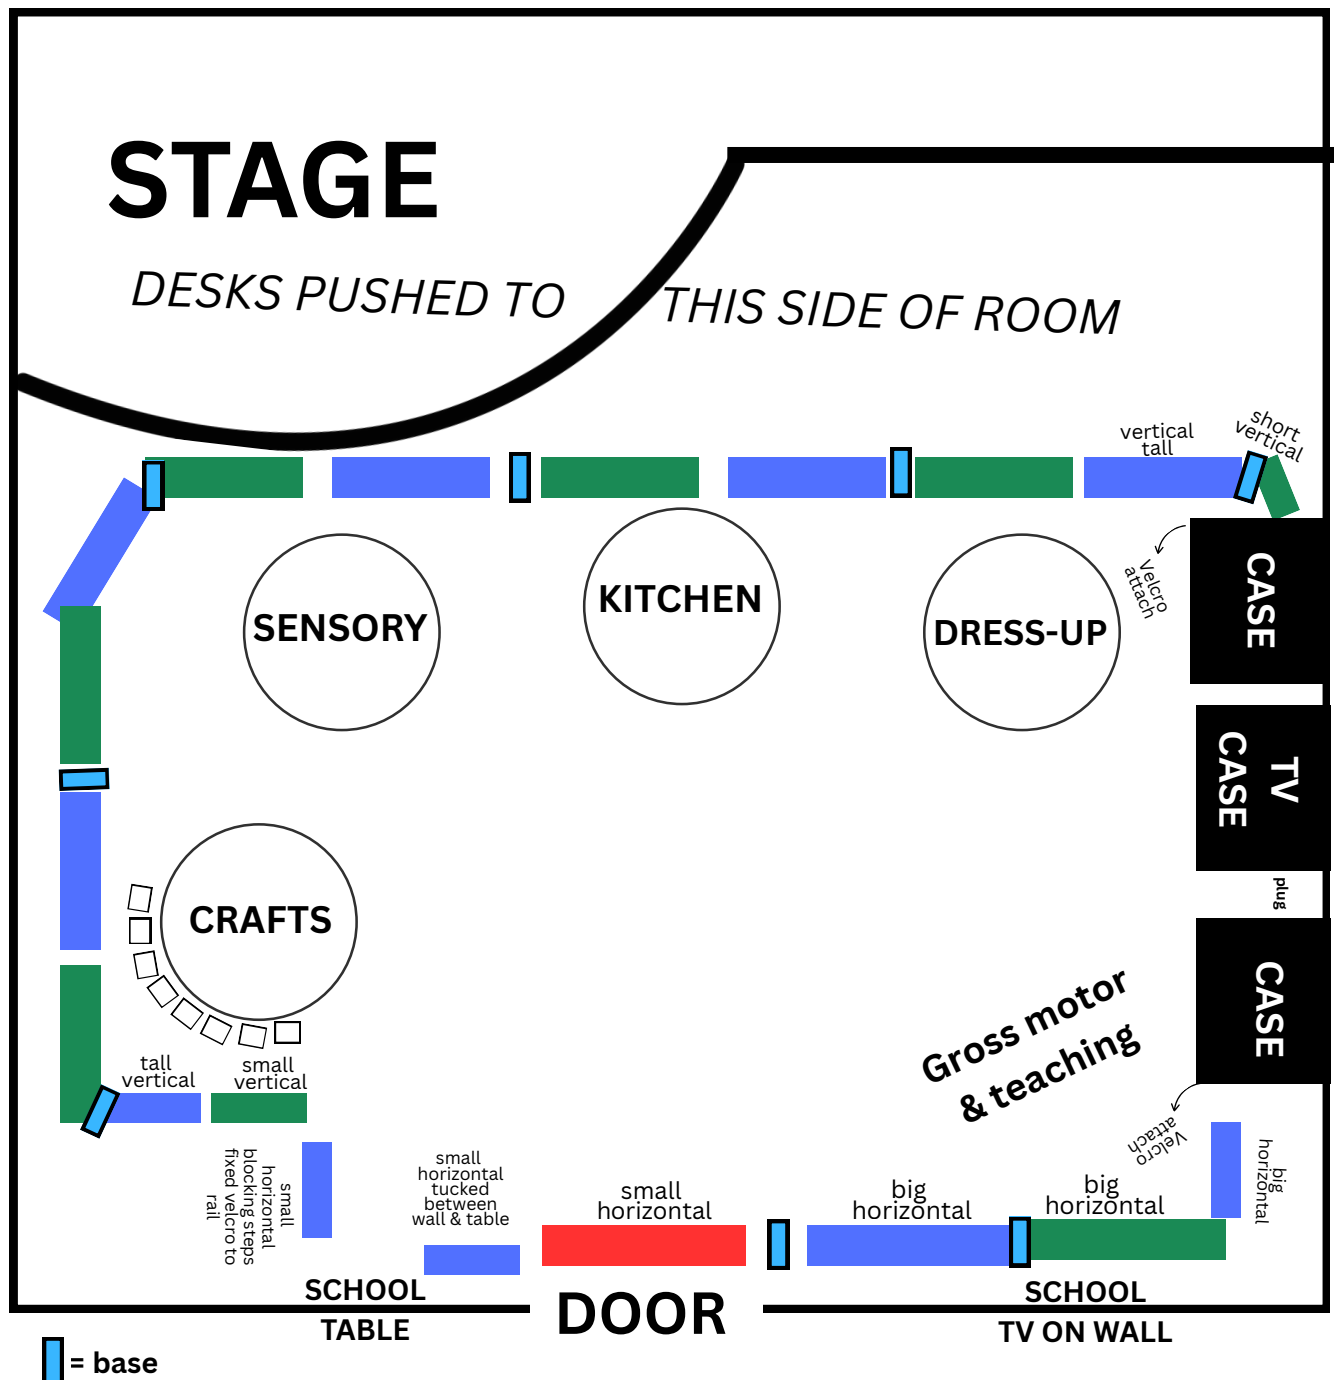 STAGE
DESKS PUSHED TO
THIS SIDE OF ROOM
vertical
tall
short
vertical
SENSORY
KITCHEN
DRESS-UP
Velcro
attach
CASE
TV
CASE
plug
CRAFTS
CASE
Gross motor
& teaching
tall
vertical
small
vertical
small
horizontal
blocking steps
fixed velcro to
rail
small
horizontal
tucked
between
wall & table
small
horizontal
big
horizontal
big
horizontal
Velcro
attach
big
horizontal
SCHOOL
TABLE
DOOR
SCHOOL
TV ON WALL
= base